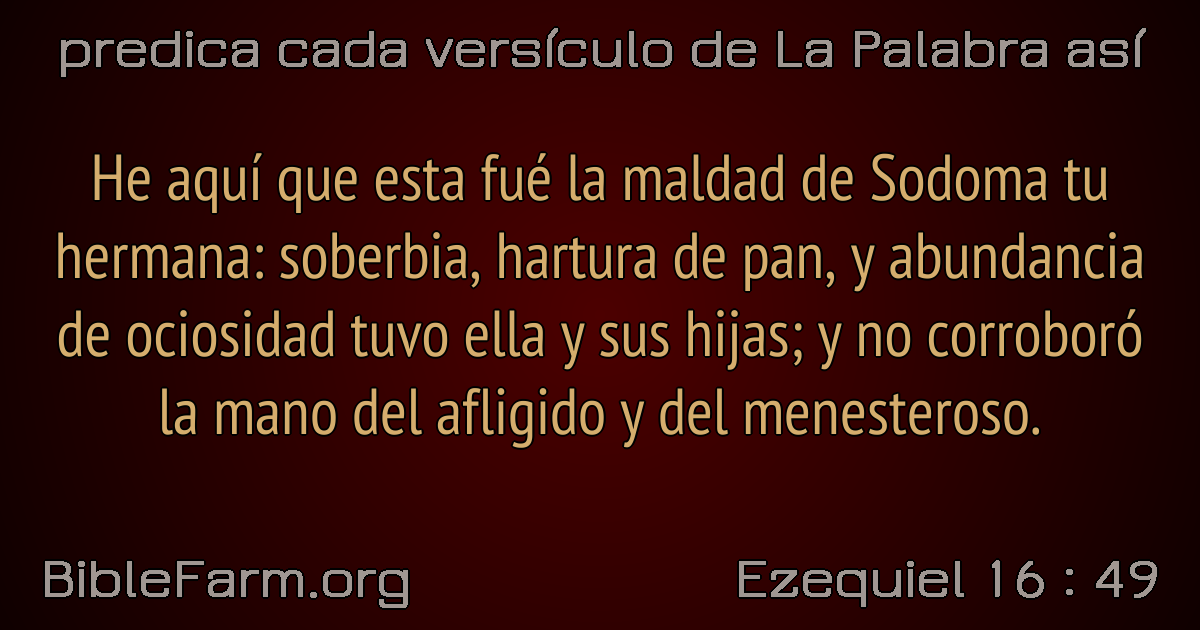 predica cada versículo de La Palabra así
He aquí que esta fué la maldad de Sodoma tu
hermana: soberbia, hartura de pan, y abundancia
de ociosidad tuvo ella y sus hijas; y no corroboró
la mano del afligido y del menesteroso.
BibleFarm.org
Ezequiel 16 : 49